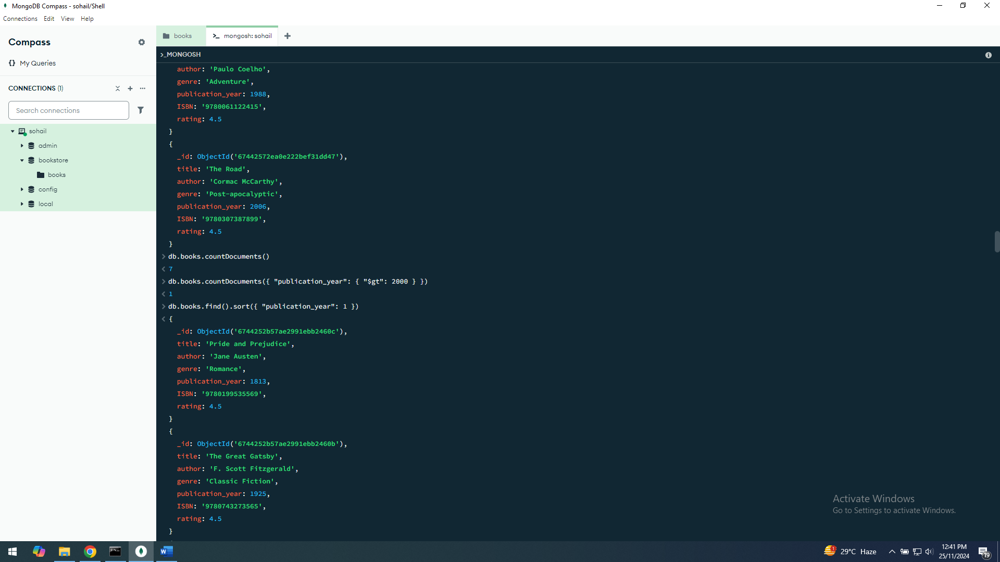 MongoDB Compass - sohail/Shell
Connections Edit View Help
Compass
{} My Queries
CONNECTIONS (1)
Search connections
sohail
admin
bookstore
books
config
local
books
mongosh: sohail
>_MONGOSH
author: 'Paulo Coelho',
genre: 'Adventure',
publication_year: 1988,
ISBN: '9780061122415',
rating: 4.5
}
{
_id: ObjectId('67442572ea0e222bef31dd47'),
title: 'The Road',
author: 'Cormac McCarthy',
genre: 'Post-apocalyptic',
publication_year: 2006,
ISBN: '9780307387899',
rating: 4.5
}
> db.books.countDocuments()
< 7
> db.books.countDocuments({ "publication_year": { "$gt": 2000 } })
< 1
> db.books.find().sort({ "publication_year": 1 })
< {
_id: ObjectId('6744252b57ae2991ebb2460c'),
title: 'Pride and Prejudice',
author: 'Jane Austen',
genre: 'Romance',
publication_year: 1813,
ISBN: '9780199535569',
rating: 4.5
}
{
_id: ObjectId('6744252b57ae2991ebb2460b'),
title: 'The Great Gatsby',
author: 'F. Scott Fitzgerald',
genre: 'Classic Fiction',
publication_year: 1925,
ISBN: '9780743273565',
rating: 4.5
}
Activate Windows
Go to Settings to activate Windows.
1
29°C Haze
12:41 PM
25/11/2024
19